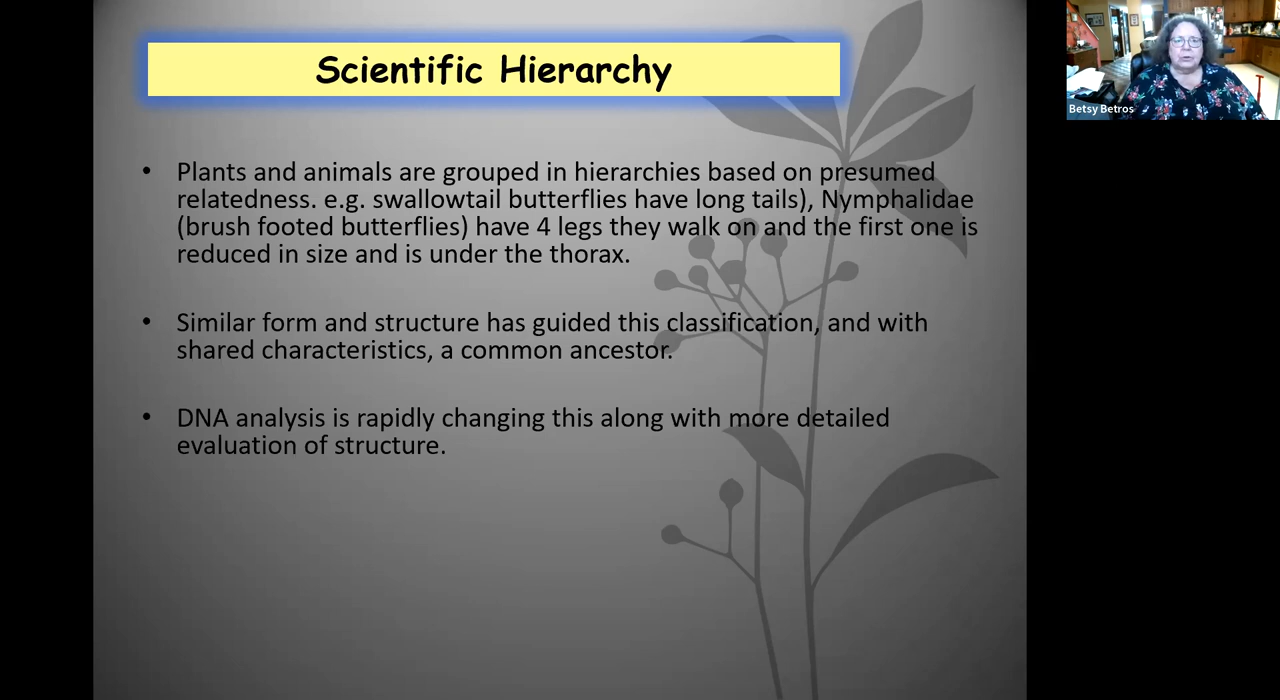 Scientific Hierarchy
Betsy Betros
• Plants and animals are grouped in hierarchies based on presumed
relatedness. e.g. swallowtail butterflies have long tails), Nymphalidae
(brush footed butterflies) have 4 legs they walk on and the first one is
reduced in size and is under the thorax.
• Similar form and structure has guided this classification, and with
shared characteristics, a common ancestor.
• DNA analysis is rapidly changing this along with more detailed
evaluation of structure.